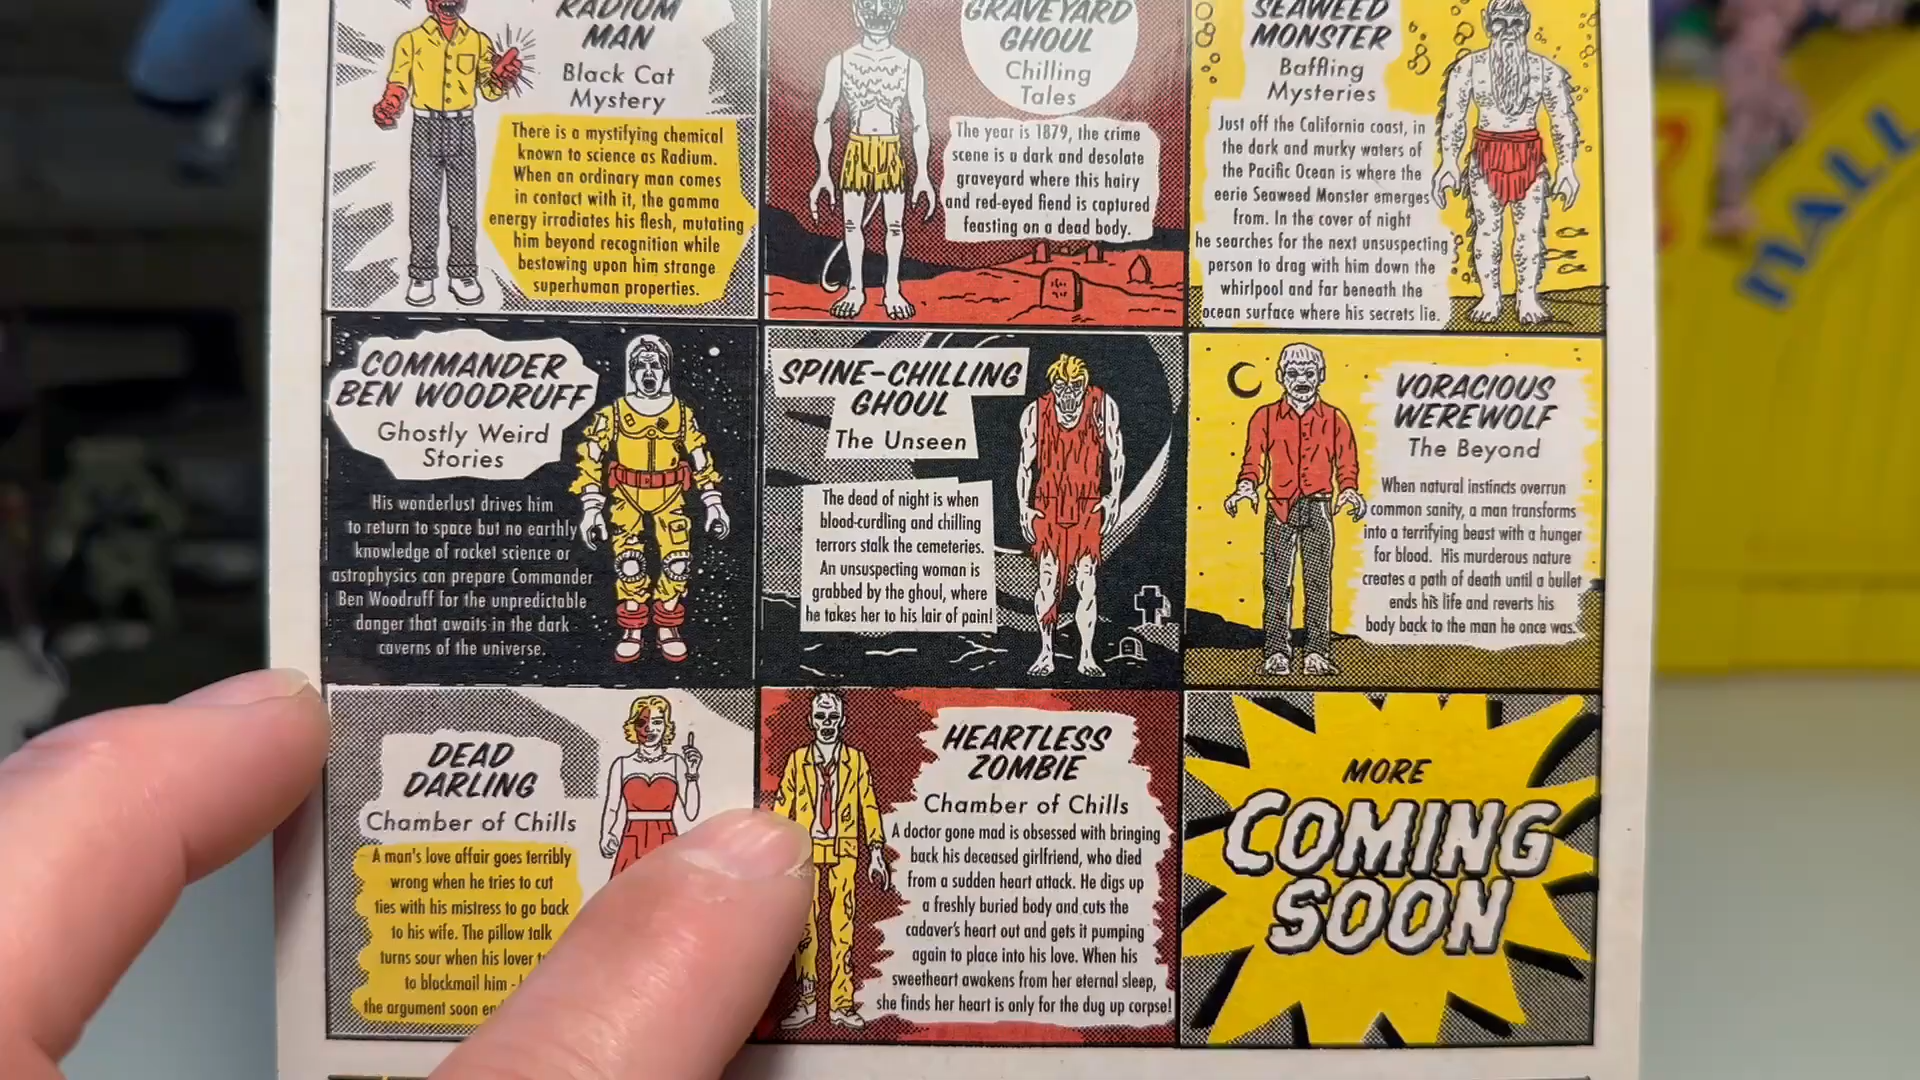 RADIUM
MAN
Black Cat
Mystery
There is a mystifying chemical
known to science as Radium.
When an ordinary man comes
in contact with it, the gamma
energy irradiates his flesh, mutating
him beyond recognition while
bestowing upon him strange
superhuman properties.
GRAVEYARD
GHOUL
Chilling
Tales
The year is 1879, the crime
scene is a dark and desolate
graveyard where this hairy
and red-eyed fiend is captured
feasting on a dead body.
SEAWEED
MONSTER
Baffling
Mysteries
Just off the California coast, in
the dark and murky waters of
the Pacific Ocean is where the
eerie Seaweed Monster emerges
from. In the cover of night
he searches for the next unsuspecting
person to drag with him down the
whirlpool and far beneath the
ocean surface where his secrets lie.
COMMANDER
BEN WOODRUFF
Ghostly Weird
Stories
His wonderlust drives him
to return to space but no earthly
knowledge of rocket science or
astrophysics can prepare Commander
Ben Woodruff for the unpredictable
danger that awaits in the dark
caverns of the universe.
SPINE-CHILLING
GHOUL
The Unseen
The dead of night is when
blood-curdling and chilling
terrors stalk the cemeteries.
An unsuspecting woman is
grabbed by the ghoul, where
he takes her to his lair of pain!
VORACIOUS
WEREWOLF
The Beyond
When natural instincts overrun
common sanity, a man transforms
into a terrifying beast with a hunger
for blood. His murderous nature
creates a path of death until a bullet
ends his life and reverts his
body back to the man he once was.
DEAD
DARLING
Chamber of Chills
A man's love affair goes terribly
wrong when he tries to cut
ties with his mistress to go back
to his wife. The pillow talk
turns sour when his lover
to blackmail him -
the argument soon
HEARTLESS
ZOMBIE
Chamber of Chills
A doctor gone mad is obsessed with bringing
back his deceased girlfriend, who died
from a sudden heart attack. He digs up
a freshly buried body and cuts the
cadaver's heart out and gets it pumping
again to place into his love. When his
sweetheart awakens from her eternal sleep,
she finds her heart is only for the dug up corpse!
MORE
COMING
SOON